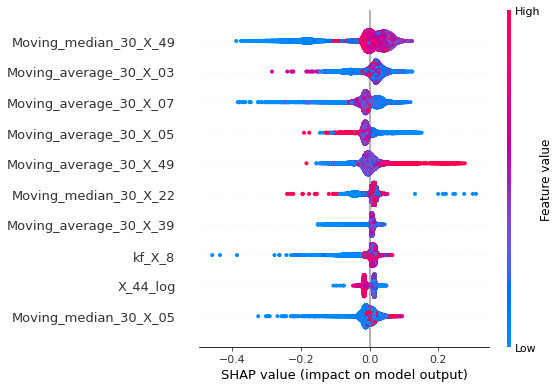 High
Moving_median_30_X_49
Moving_average_30_X_03
Moving_average_30_X_07
Moving_average_30_X_05
Moving_average_30_X_49
Moving_median_30_X_22
Moving_average_30_X_39
kf_X_8
X_44_log
Moving_median_30_X_05
Feature value
Low
−0.4 −0.2 0.0 0.2
SHAP value (impact on model output)